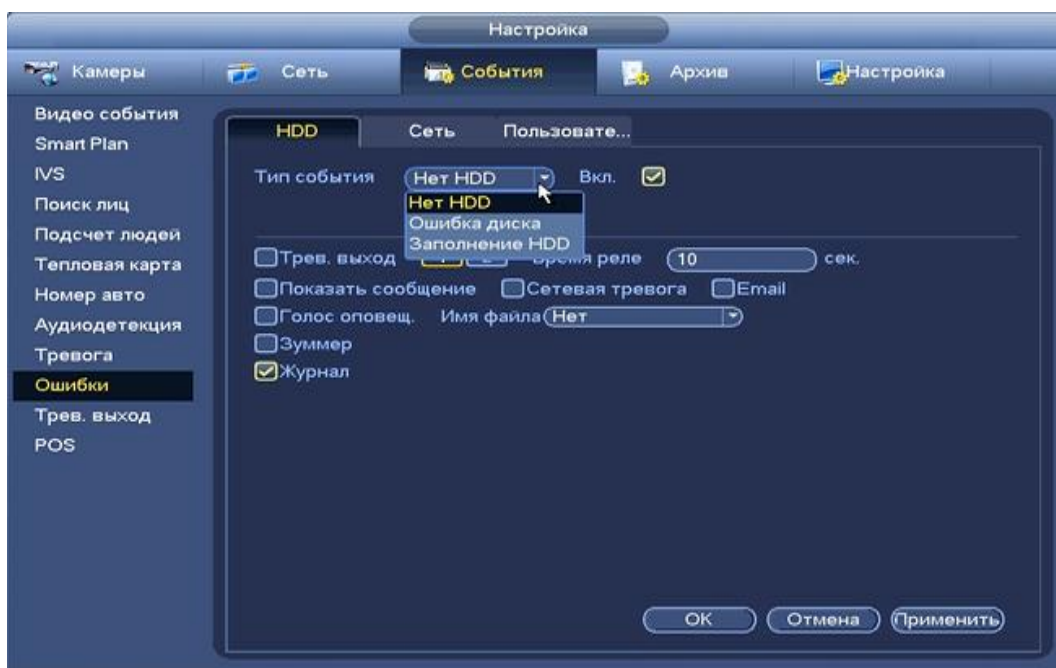 Настройка
Камеры Сеть События Архив Настройка
Видео события
Smart Plan
IVS
Поиск лиц
Подсчет людей
Тепловая карта
Номер авто
Аудиодетекция
Тревога
Ошибки
Трев. выход
POS
HDD Сеть Пользовате...
Тип события Нет HDD Вкл.
Нет HDD
Ошибка диска
Заполнение HDD
Трев. выход реле 10 сек.
Показать сообщение Сетевая тревога Email
Голос оповещ. Имя файла Нет
Зуммер
Журнал
OK Отмена Применить